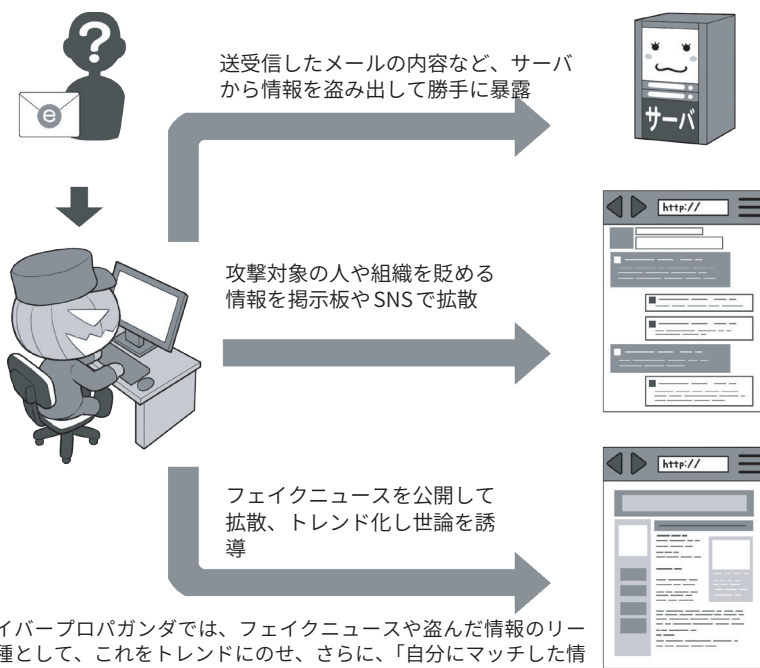 ?
e
送受信したメールの内容など、サーバ
から情報を盗み出して勝手に暴露
サーバ
http://
攻撃対象の人や組織を貶める
情報を掲示板やSNSで拡散
http://
フェイクニュースを公開して
拡散、トレンド化し世論を誘
導
イバープロパガンダでは、フェイクニュースや盗んだ情報のリー
種として、これをトレンドにのせ、さらに、「自分にマッチした情